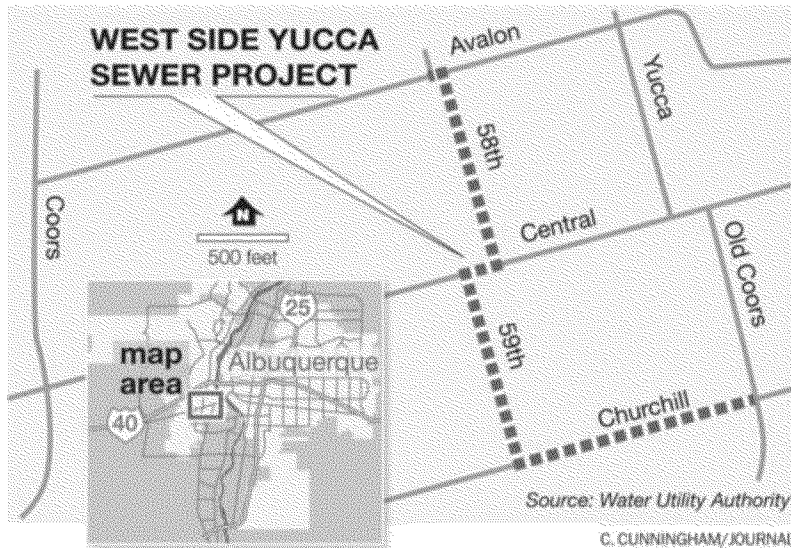 WEST SIDE YUCCA
SEWER PROJECT
Avalon
Yucca
58th
Coors
N
500 feet
Central
Old Coors
59th
25
map
area
Albuquerque
40
Churchill
Source: Water Utility Authority
C. CUNNINGHAM/JOURNAL